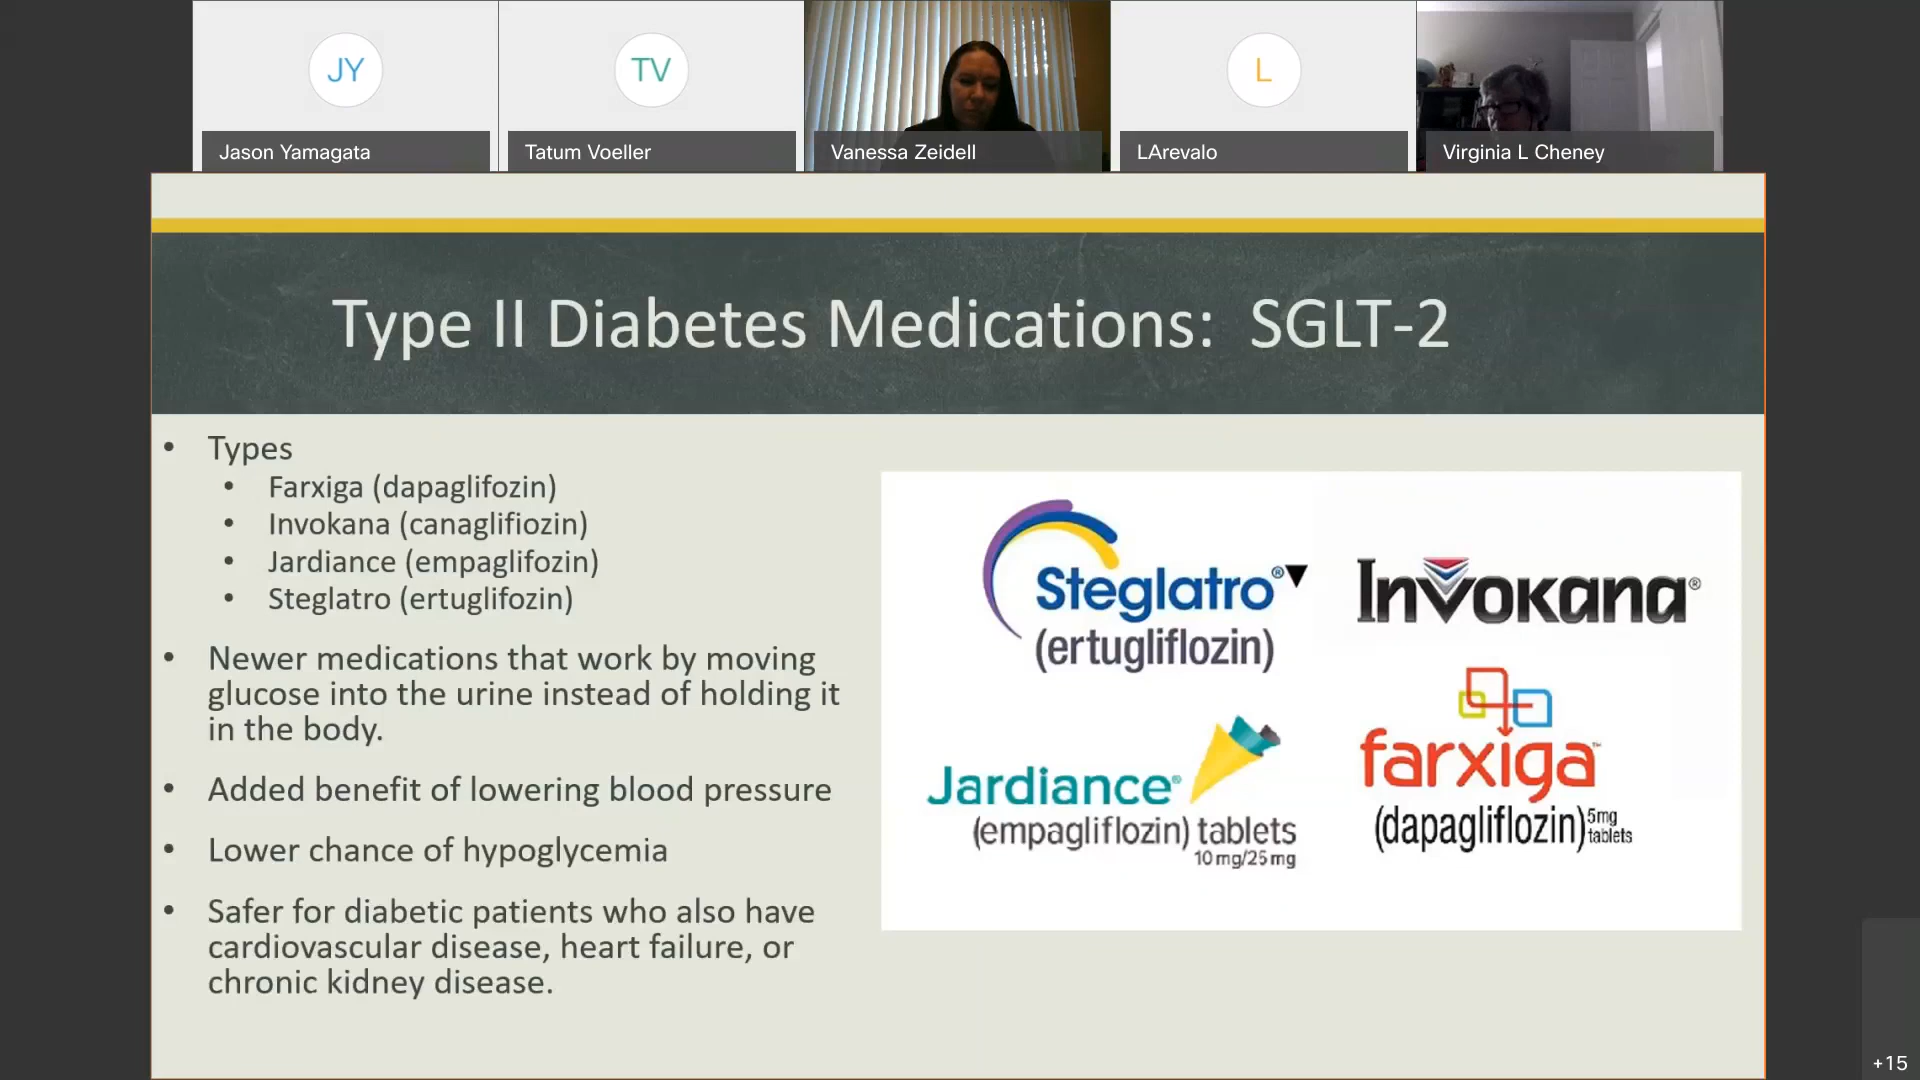 JY
TV
L
Jason Yamagata
Tatum Voeller
Vanessa Zeidell
LArevalo
Virginia L Cheney
Type II Diabetes Medications: SGLT-2
• Types
• Farxiga (dapaglifozin)
• Invokana (canaglifiozin)
• Jardiance (empaglifozin)
• Steglatro (ertuglifozin)
• Newer medications that work by moving
glucose into the urine instead of holding it
in the body.
• Added benefit of lowering blood pressure
• Lower chance of hypoglycemia
• Safer for diabetic patients who also have
cardiovascular disease, heart failure, or
chronic kidney disease.
Steglatro®▼
(ertugliflozin)
Invokana®
Jardiance®
(empagliflozin) tablets
10 mg/25 mg
farxiga™
(dapagliflozin) 5mg
tablets
+15